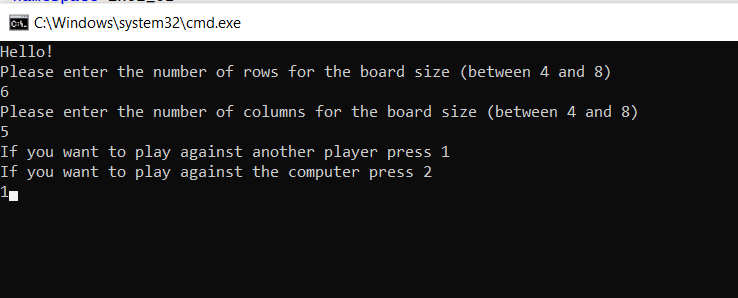 C:\Windows\system32\cmd.exe
Hello!
Please enter the number of rows for the board size (between 4 and 8)
6
Please enter the number of columns for the board size (between 4 and 8)
5
If you want to play against another player press 1
If you want to play against the computer press 2
1